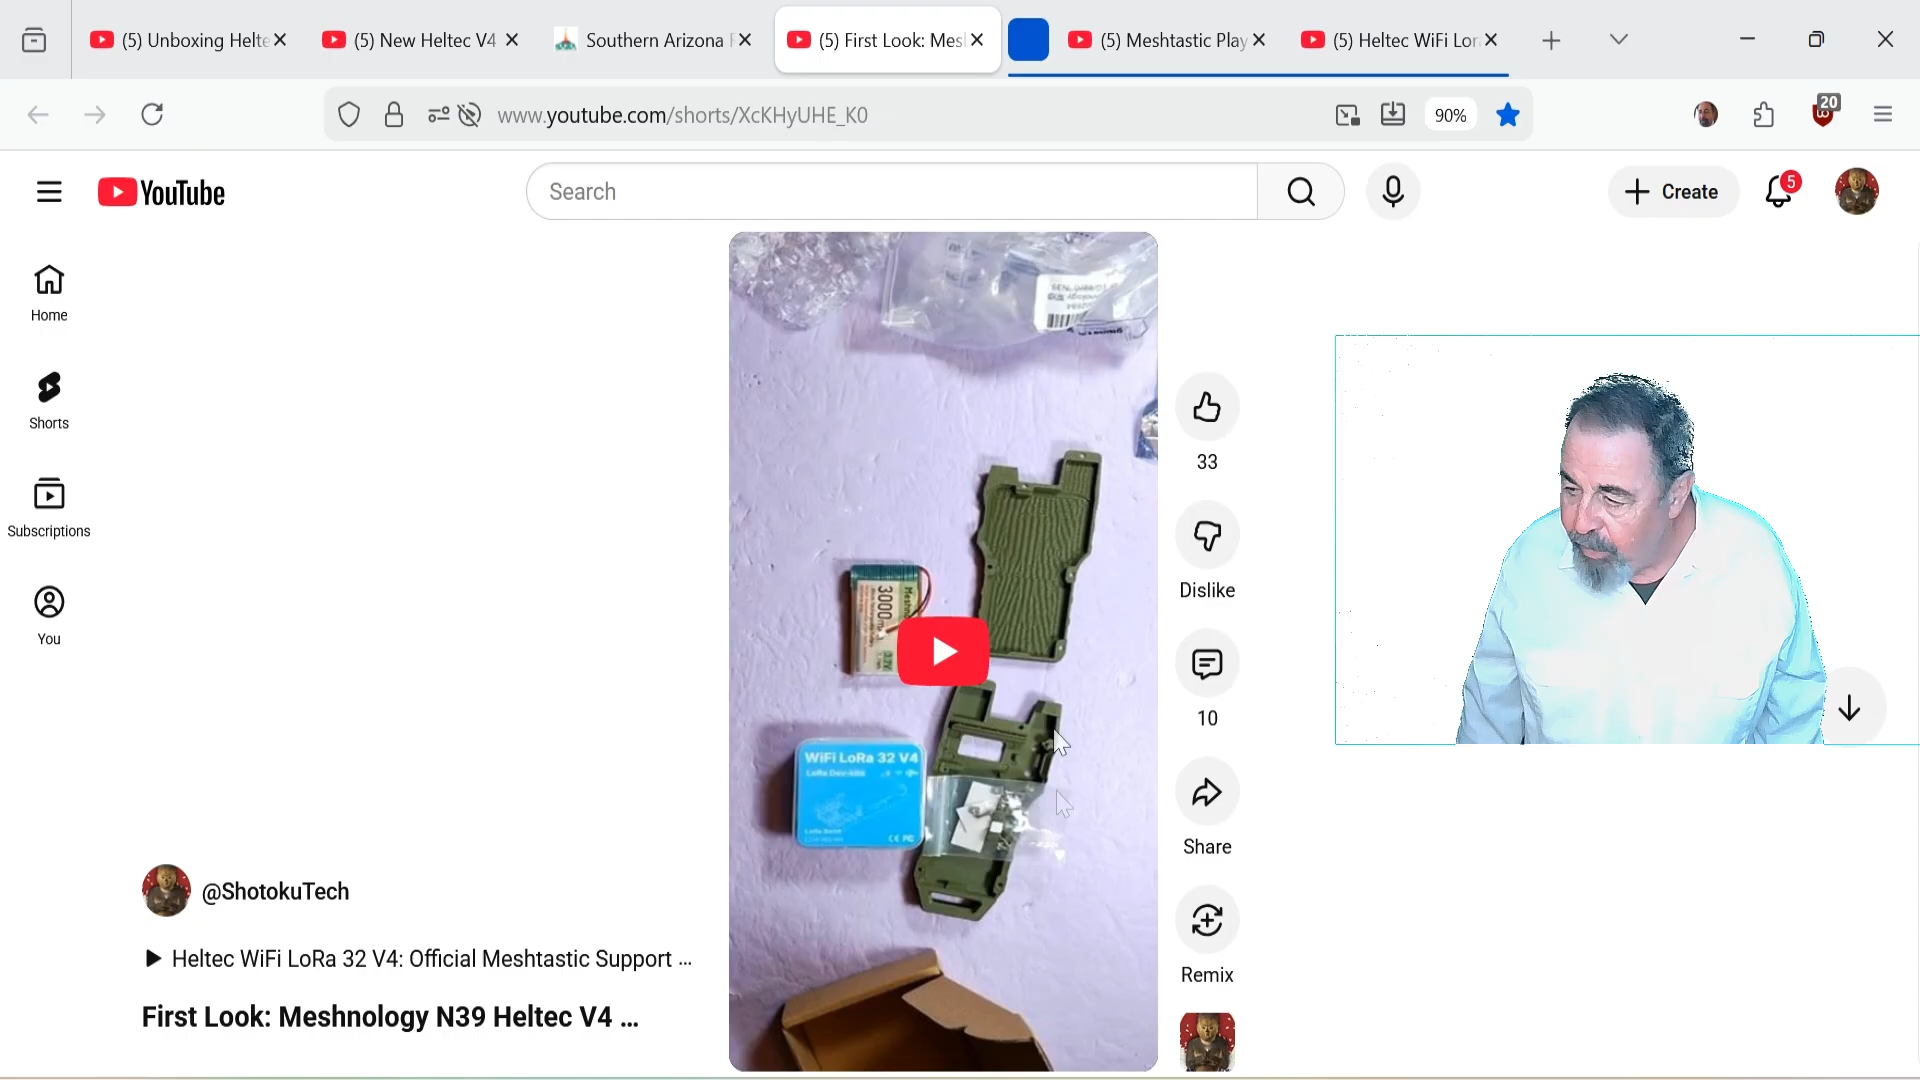 (5) Unboxing Helte
(5) New Heltec V4
Southern Arizona
(5) First Look: Mes
(5) Meshtastic Play
(5) Heltec WiFi Lor
www.youtube.com/shorts/XcKHyUHE_K0
90%
20
YouTube
Search
Create
5
Home
Shorts
Subscriptions
You
33
Dislike
10
Share
Remix
3000
WiFi LoRa 32 V4
LoRa Dev-kits
@ShotokuTech
Heltec WiFi LoRa 32 V4: Official Meshtastic Support ...
First Look: Meshnology N39 Heltec V4 ...